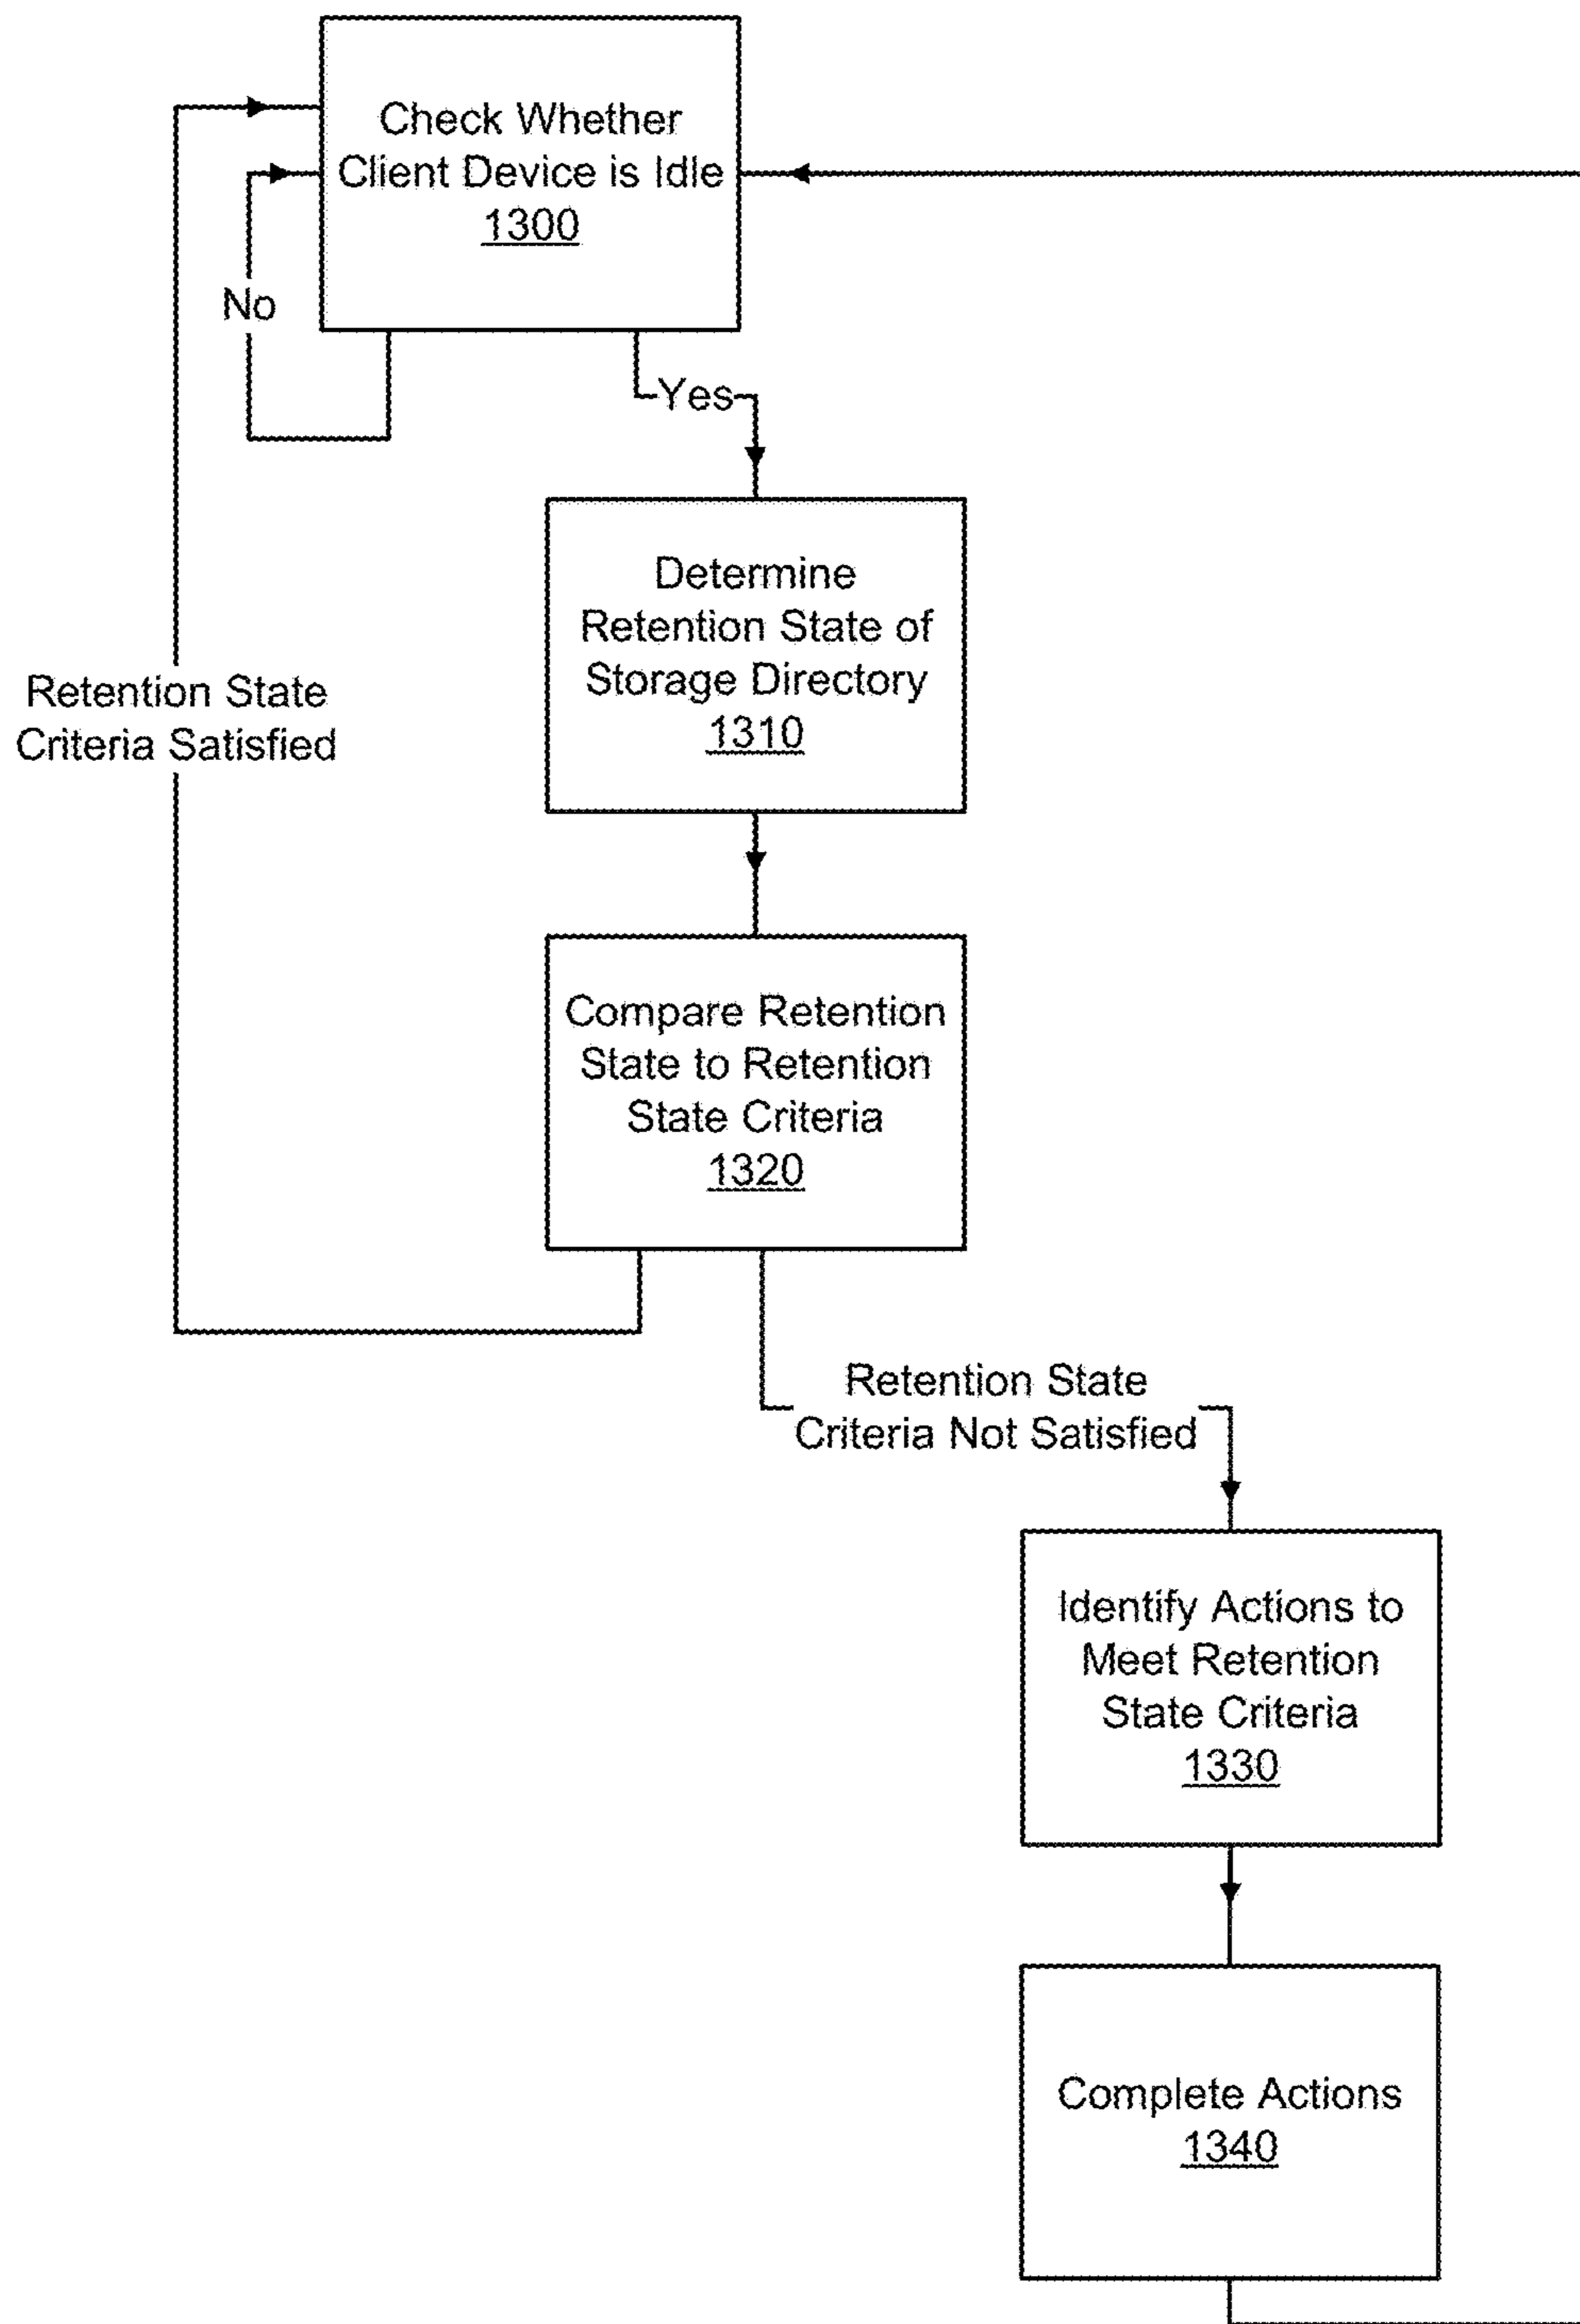 Check Whether
Client Device is Idle
1300
No
Yes
Determine
Retention State of
Storage Directory
1310
Retention State
Criteria Satisfied
Compare Retention
State to Retention
State Criteria
1320
Retention State
Criteria Not Satisfied
Identify Actions to
Meet Retention
State Criteria
1330
Complete Actions
1340